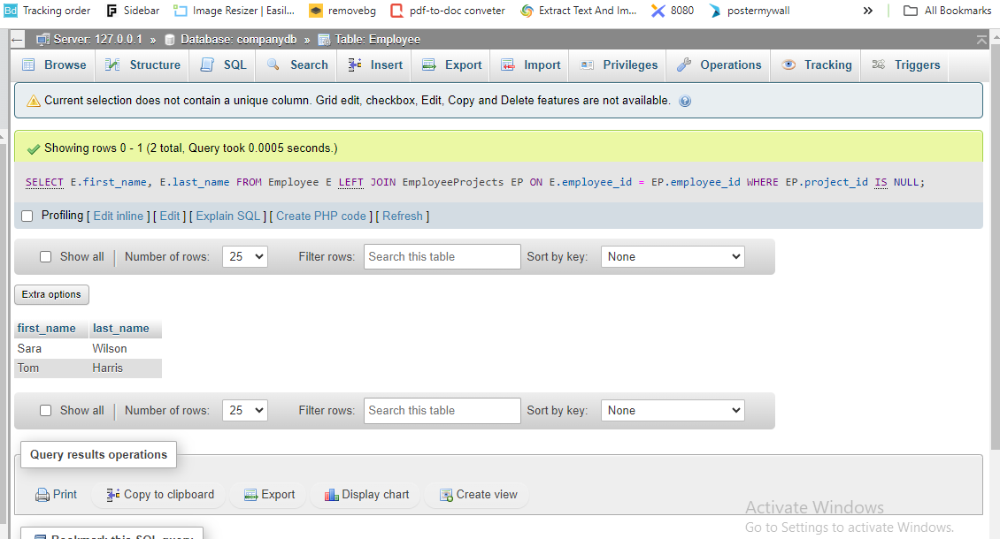 Bd Tracking order Sidebar Image Resizer | Easil... removebg pdf-to-doc conveter Extract Text And Im... 8080 postermywall » All Bookmarks
← Server: 127.0.0.1 » Database: companydb » Table: Employee
Browse Structure SQL Search Insert Export Import Privileges Operations Tracking Triggers
Current selection does not contain a unique column. Grid edit, checkbox, Edit, Copy and Delete features are not available.
Showing rows 0 - 1 (2 total, Query took 0.0005 seconds.)
SELECT E.first_name, E.last_name FROM Employee E LEFT JOIN EmployeeProjects EP ON E.employee_id = EP.employee_id WHERE EP.project_id IS NULL;
Profiling [ Edit inline ] [ Edit ] [ Explain SQL ] [ Create PHP code ] [ Refresh ]
Show all | Number of rows: 25 Filter rows: Search this table Sort by key: None
Extra options
first_name last_name
Sara Wilson
Tom Harris
Show all | Number of rows: 25 Filter rows: Search this table Sort by key: None
Query results operations
Print Copy to clipboard Export Display chart Create view
Activate Windows
Go to Settings to activate Windows.
Bookmark this SQL query